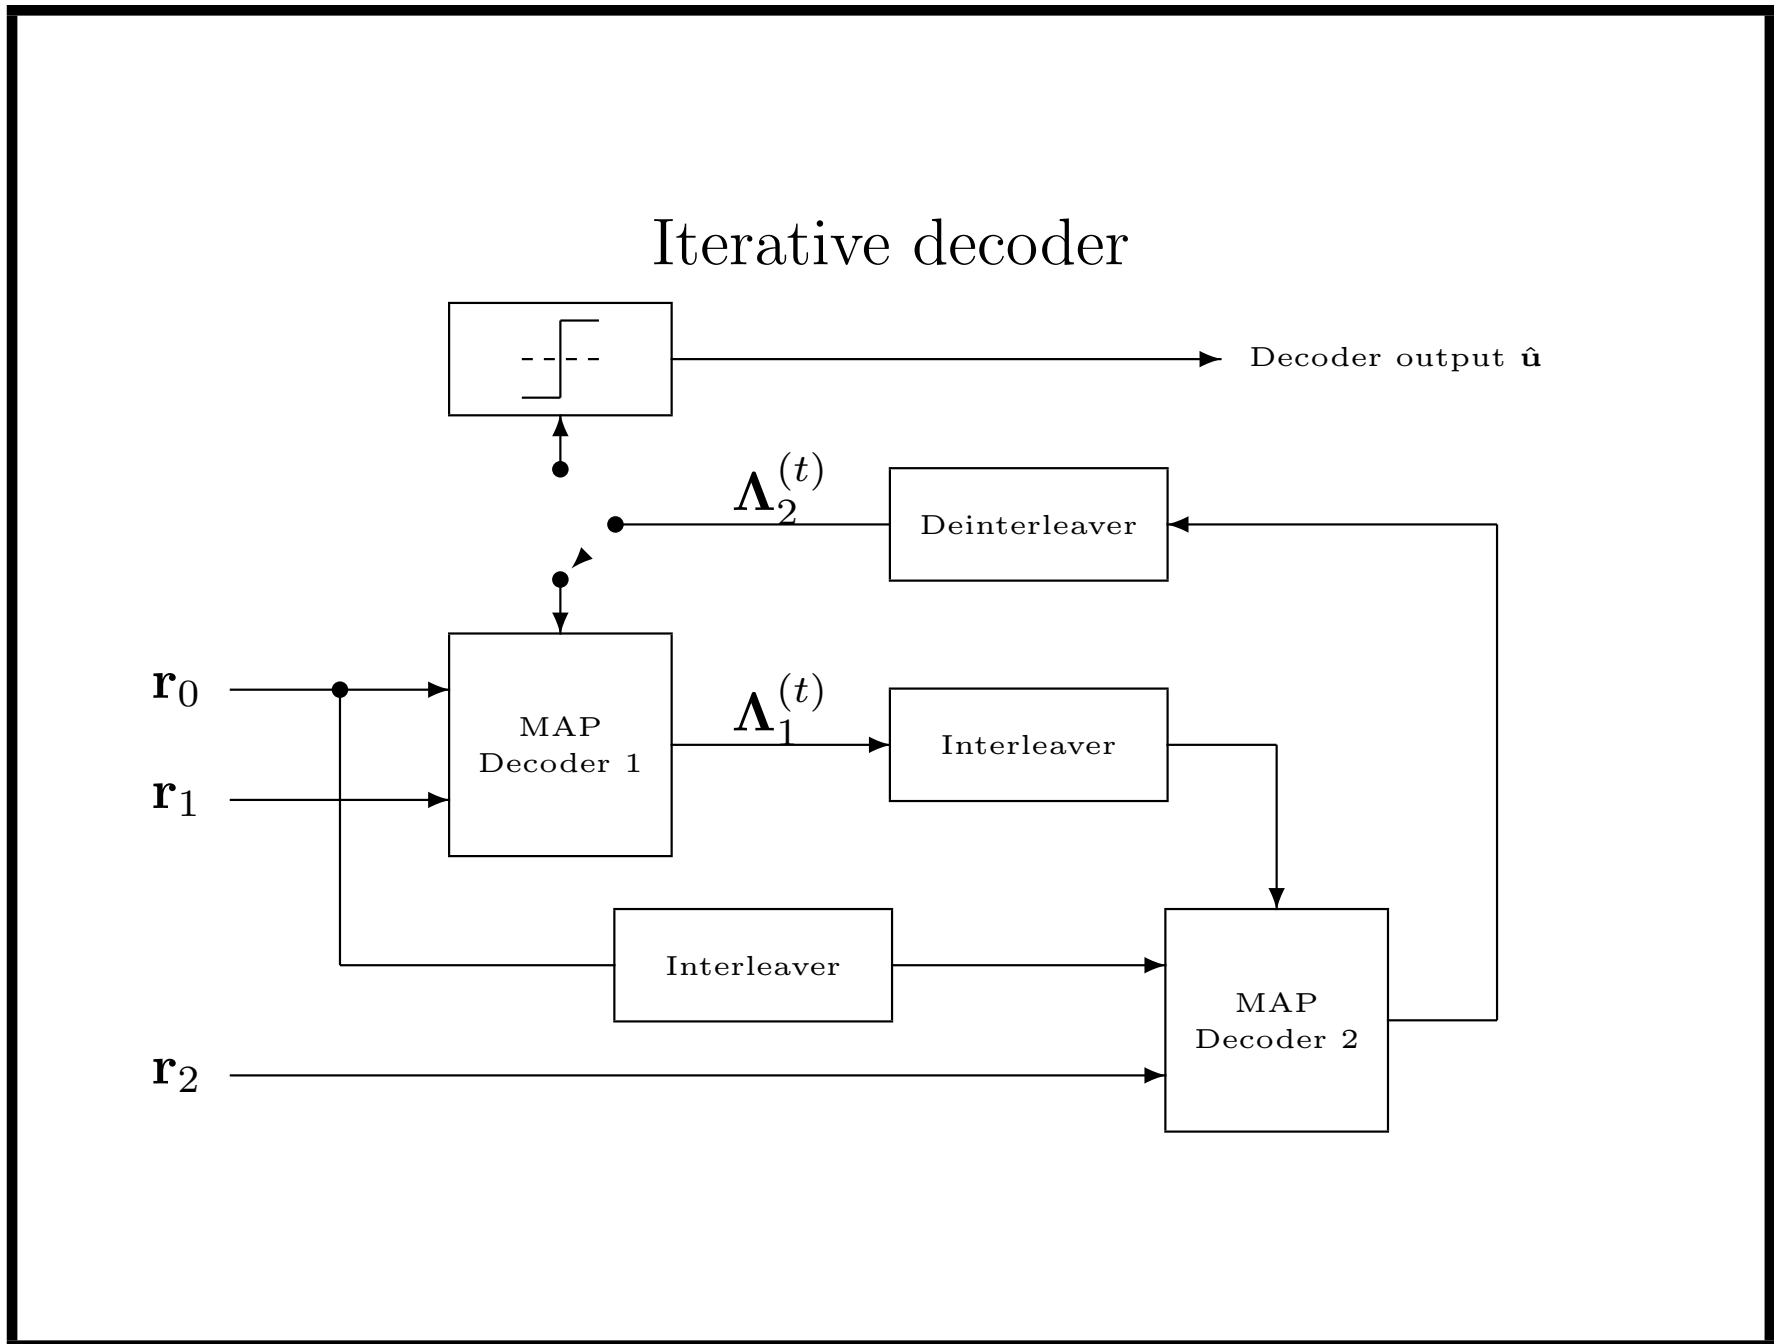 Iterative decoder
Decoder output û
Λ₂⁽ᵗ⁾
Deinterleaver
r₀
MAP
Decoder 1
Λ₁⁽ᵗ⁾
Interleaver
r₁
Interleaver
MAP
Decoder 2
r₂